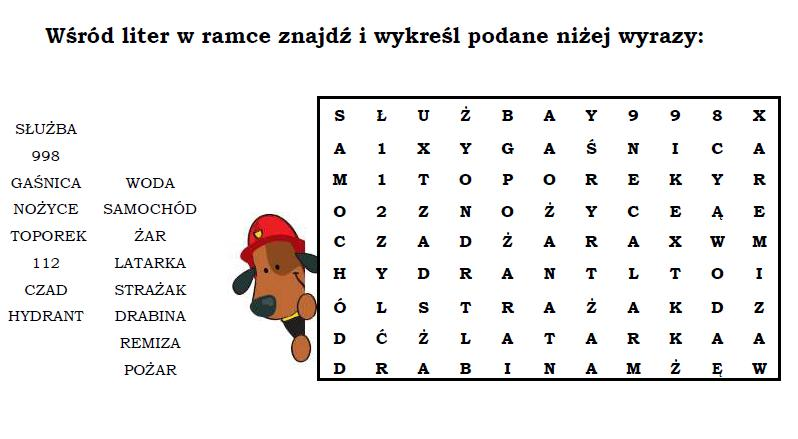 Wśród liter w ramce znajdź i wykreśl podane niżej wyrazy:
SŁUŻBA
998
GAŚNICA WODA
NOŻYCE SAMOCHÓD
TOPOREK ŻAR
112 LATARKA
CZAD STRAŻAK
HYDRANT DRABINA
REMIZA
POŻAR
S Ł U Ż B A Y 9 9 8 X
A 1 X Y G A Ś N I C A
M 1 T O P O R E K Y R
O 2 Z N O Ż Y C E Ą E
C Z A D Ż A R A X W M
H Y D R A N T L T O I
Ó L S T R A Ż A K D Z
D Ć Ż L A T A R K A A
D R A B I N A M Ż Ę W